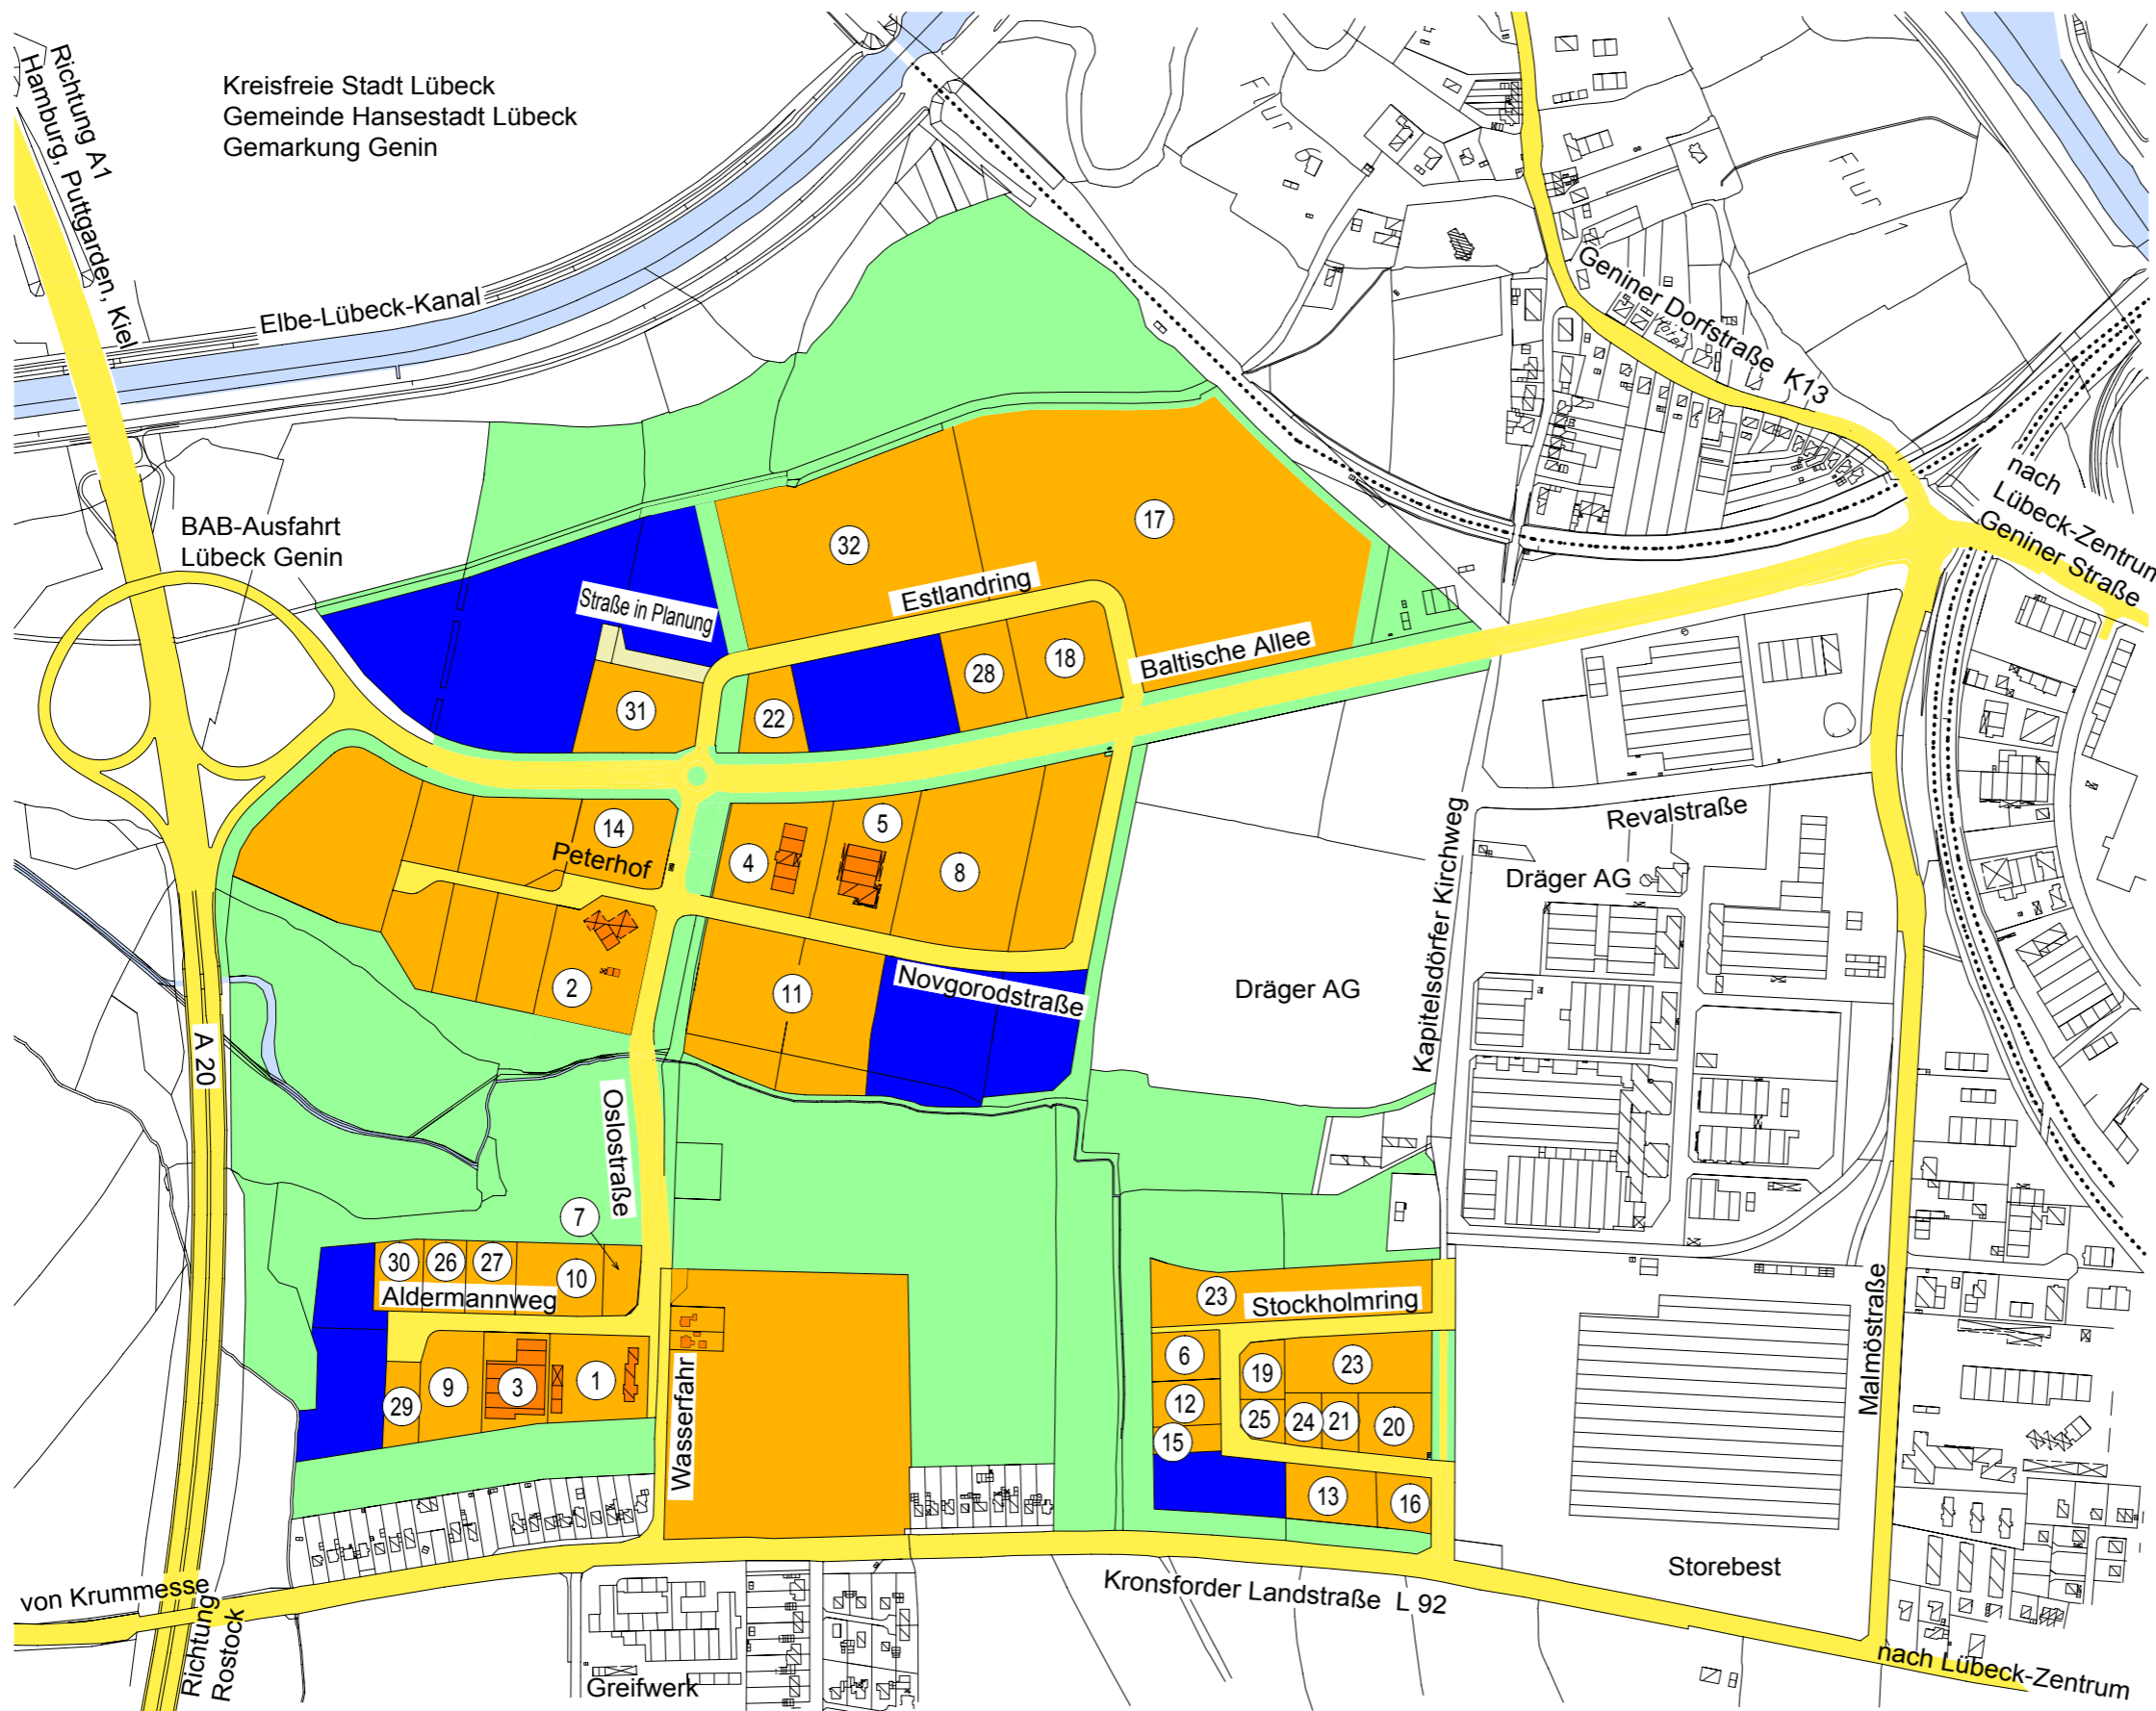 Richtung A1
Hamburg, Puttgarden, Kiel
Kreisfreie Stadt Lübeck
Gemeinde Hansestadt Lübeck
Gemarkung Genin
Flur 6
Flur 1
Elbe-Lübeck-Kanal
Geniner Dorfstraße K13
BAB-Ausfahrt
Lübeck Genin
nach
Lübeck-Zentrum
Geniner Straße
17
32
Straße in Planung
Estlandring
Baltische Allee
18
28
31
22
14
Peterhof
5
4
8
Revalstraße
Dräger AG
Kapitelsdörfer Kirchweg
2
11
Novgorodstraße
Dräger AG
A 20
Oslostraße
7
30
26
27
10
Aldermannweg
23
Stockholmring
Malmöstraße
6
19
23
9
3
1
29
Wasserfahr
12
25
24
21
20
15
13
16
Storebest
von Krummesse
Richtung
Rostock
Kronsforder Landstraße L 92
Greifwerk
nach Lübeck-Zentrum